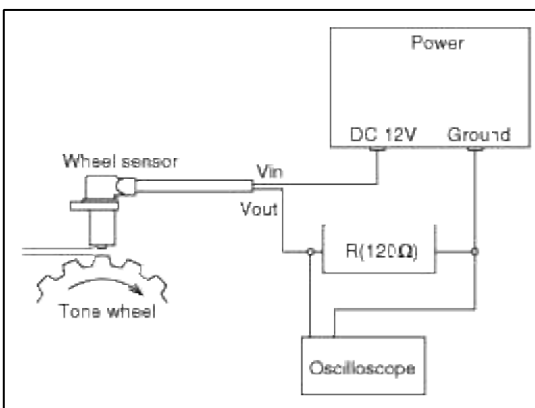 Power
DC 12V Ground
Wheel sensor
Vin
Vout
R(120Ω)
Tone wheel
Oscilloscope